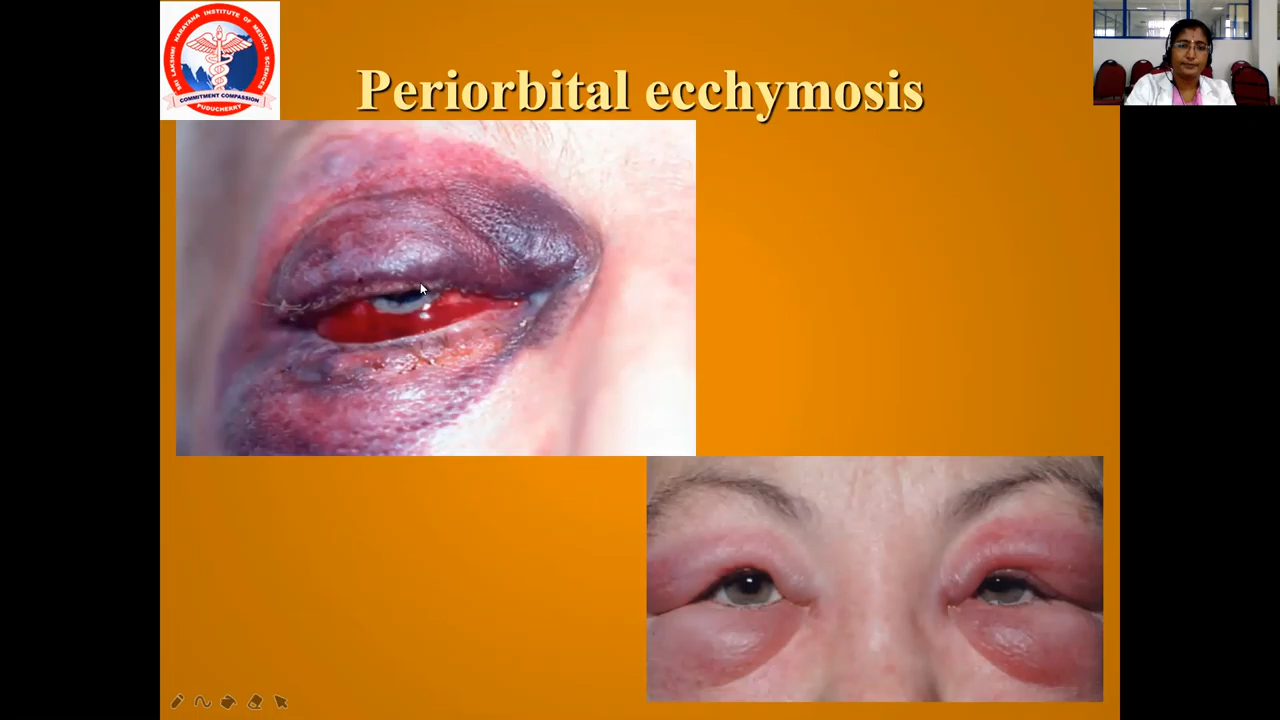 SRI LAKSHMI NARAYANA INSTITUTE OF MEDICAL SCIENCES
COMMITMENT COMPASSION
PUDUCHERRY
Periorbital ecchymosis